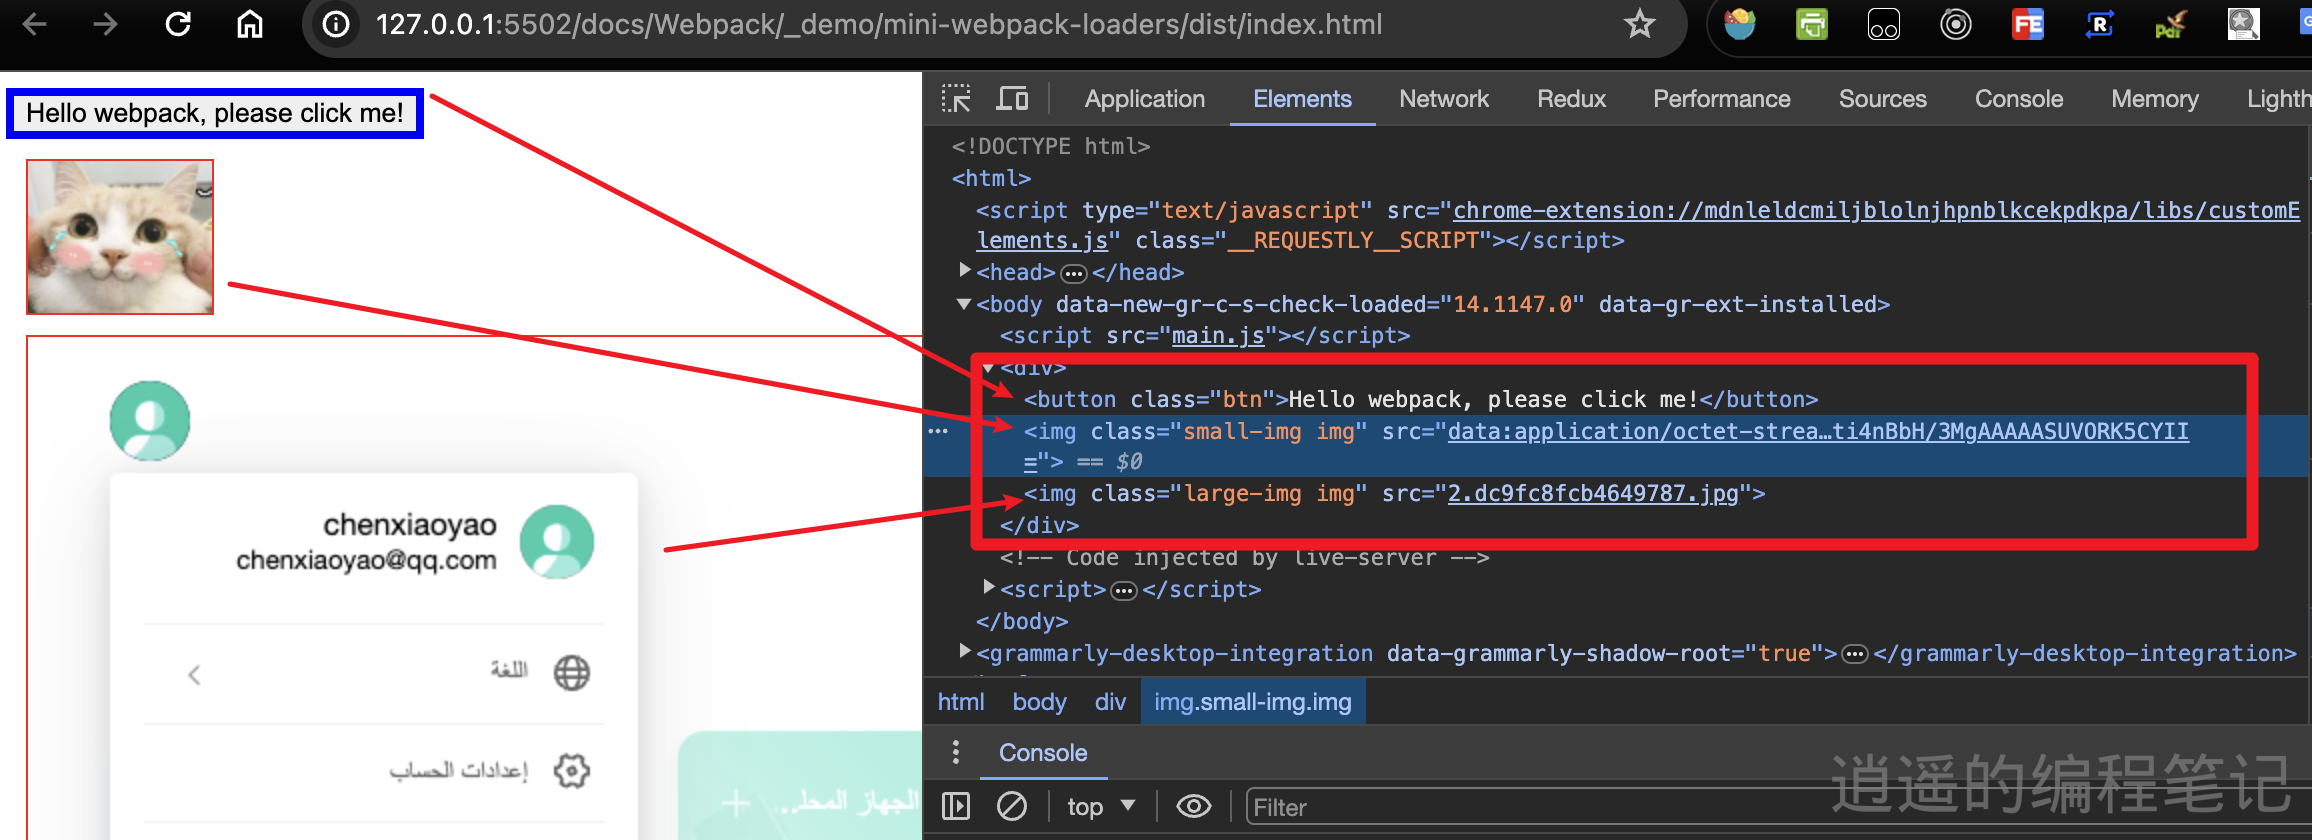 127.0.0.1:5502/docs/Webpack/_demo/mini-webpack-loaders/dist/index.html
FE
R
pdf
Hello webpack, please click me!
chenxiaoyao
chenxiaoyao@qq.com
اللغة
إعدادات الحساب
الجهاز المحلـ...
Application Elements Network Redux Performance Sources Console Memory Lighth
<!DOCTYPE html>
<html>
<script type="text/javascript" src="chrome-extension://mdnleldcmiljblolnjhpnblkcekpdkpa/libs/customE
lements.js" class="__REQUESTLY__SCRIPT"></script>
<head>…</head>
<body data-new-gr-c-s-check-loaded="14.1147.0" data-gr-ext-installed>
<script src="main.js"></script>
<div>
<button class="btn">Hello webpack, please click me!</button>
<img class="small-img img" src="data:application/octet-strea…ti4nBbH/3MgAAAAASUVORK5CYII
="> == $0
<img class="large-img img" src="2.dc9fc8fcb4649787.jpg">
</div>
<!-- Code injected by live-server -->
<script>…</script>
</body>
<grammarly-desktop-integration data-grammarly-shadow-root="true">…</grammarly-desktop-integration>
html body div img.small-img.img
Console
top Filter
逍遥的编程笔记